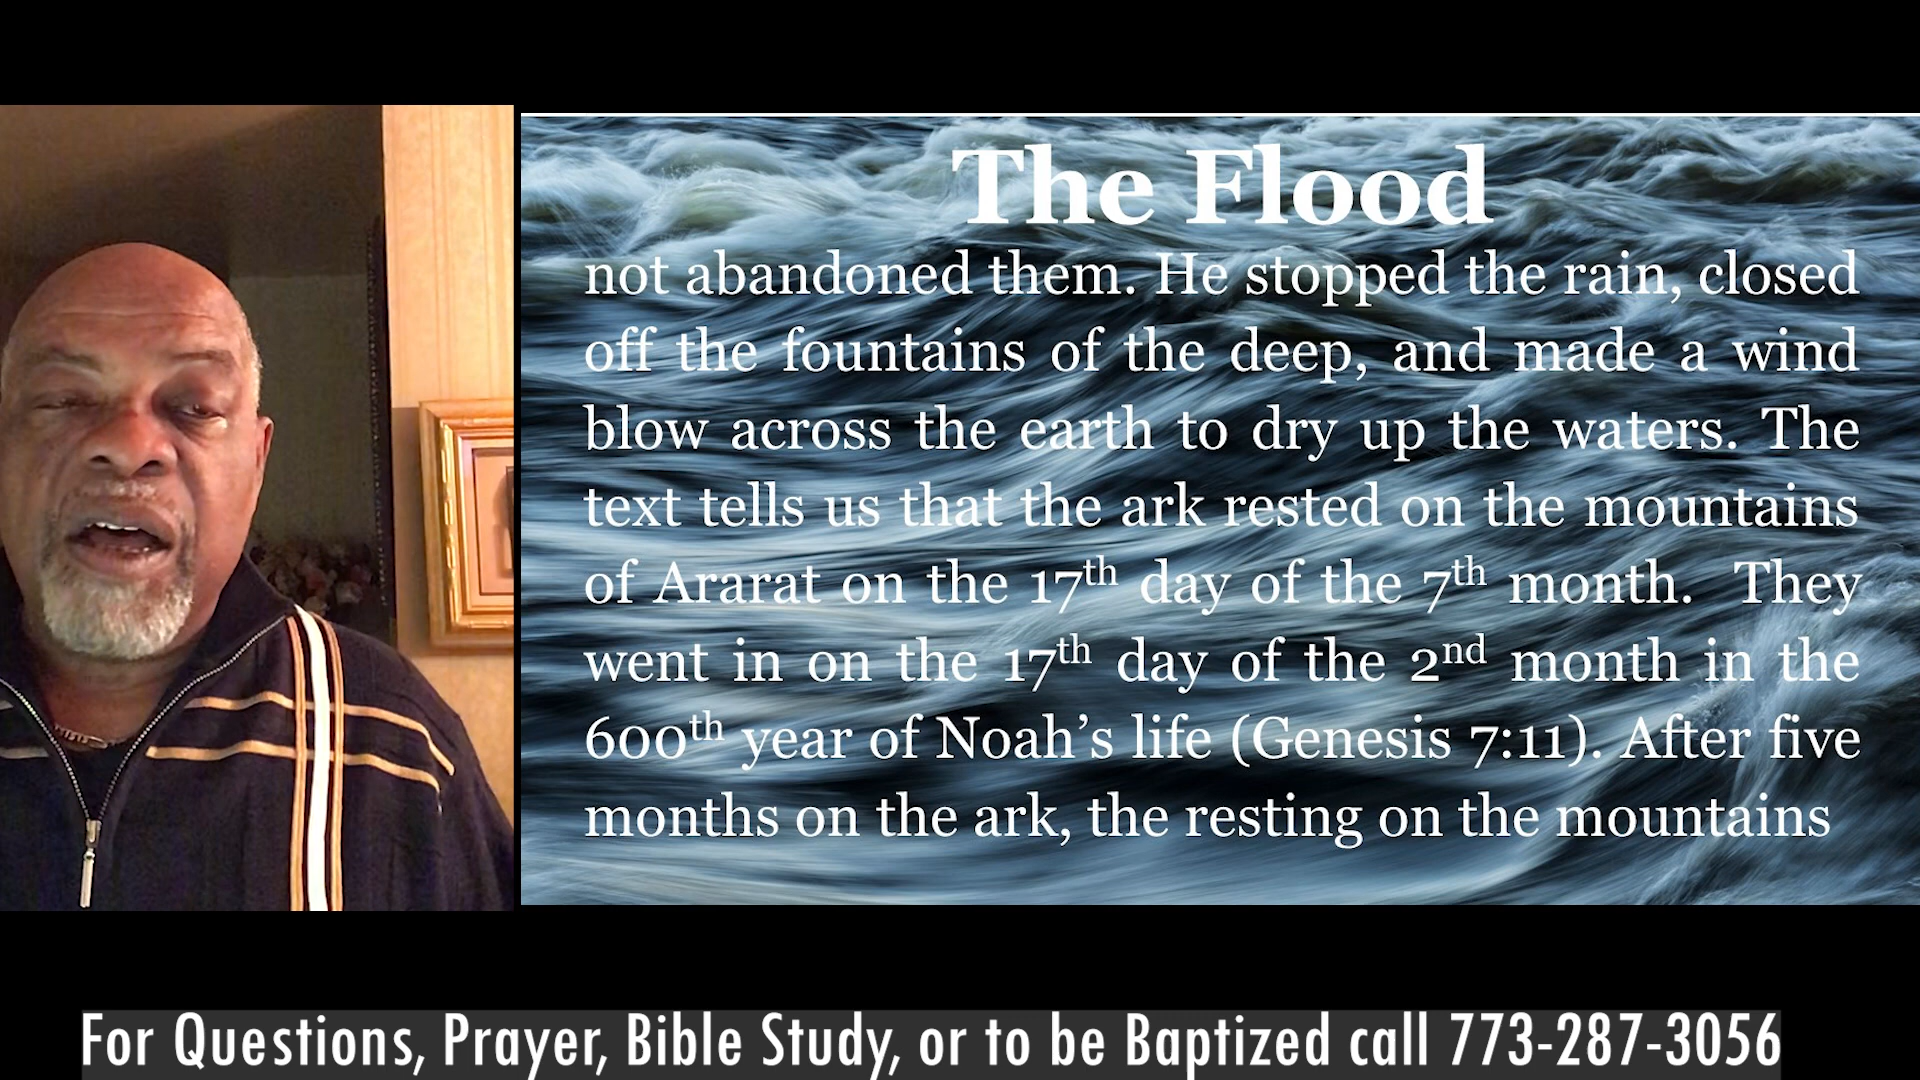 The Flood
not abandoned them. He stopped the rain, closed
off the fountains of the deep, and made a wind
blow across the earth to dry up the waters. The
text tells us that the ark rested on the mountains
of Ararat on the 17th day of the 7th month. They
went in on the 17th day of the 2nd month in the
600th year of Noah's life (Genesis 7:11). After five
months on the ark, the resting on the mountains
For Questions, Prayer, Bible Study, or to be Baptized call 773-287-3056